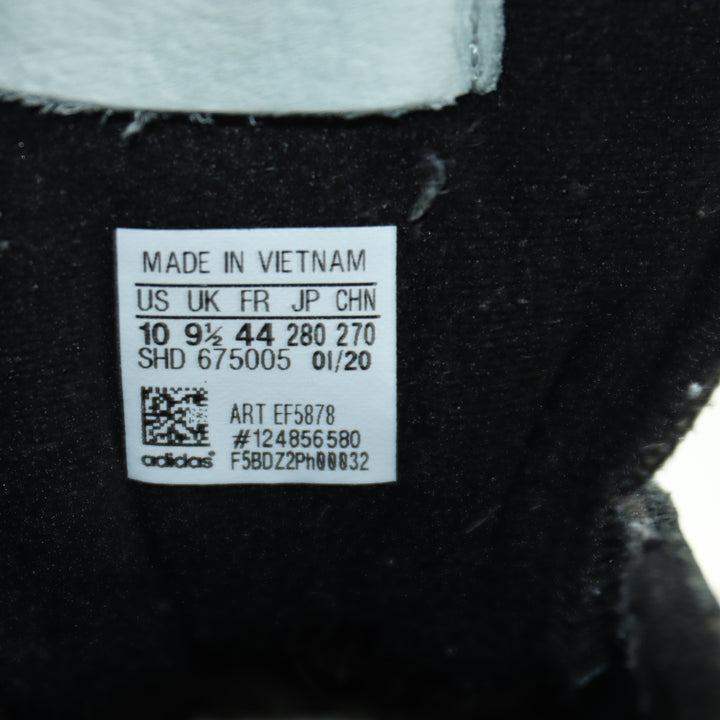 MADE IN VIETNAM
US UK FR JP CHN
10 9½ 44 280 270
SHD 675005 01/20
ART EF5878
#124856580
adidas F5BDZ2Ph00032